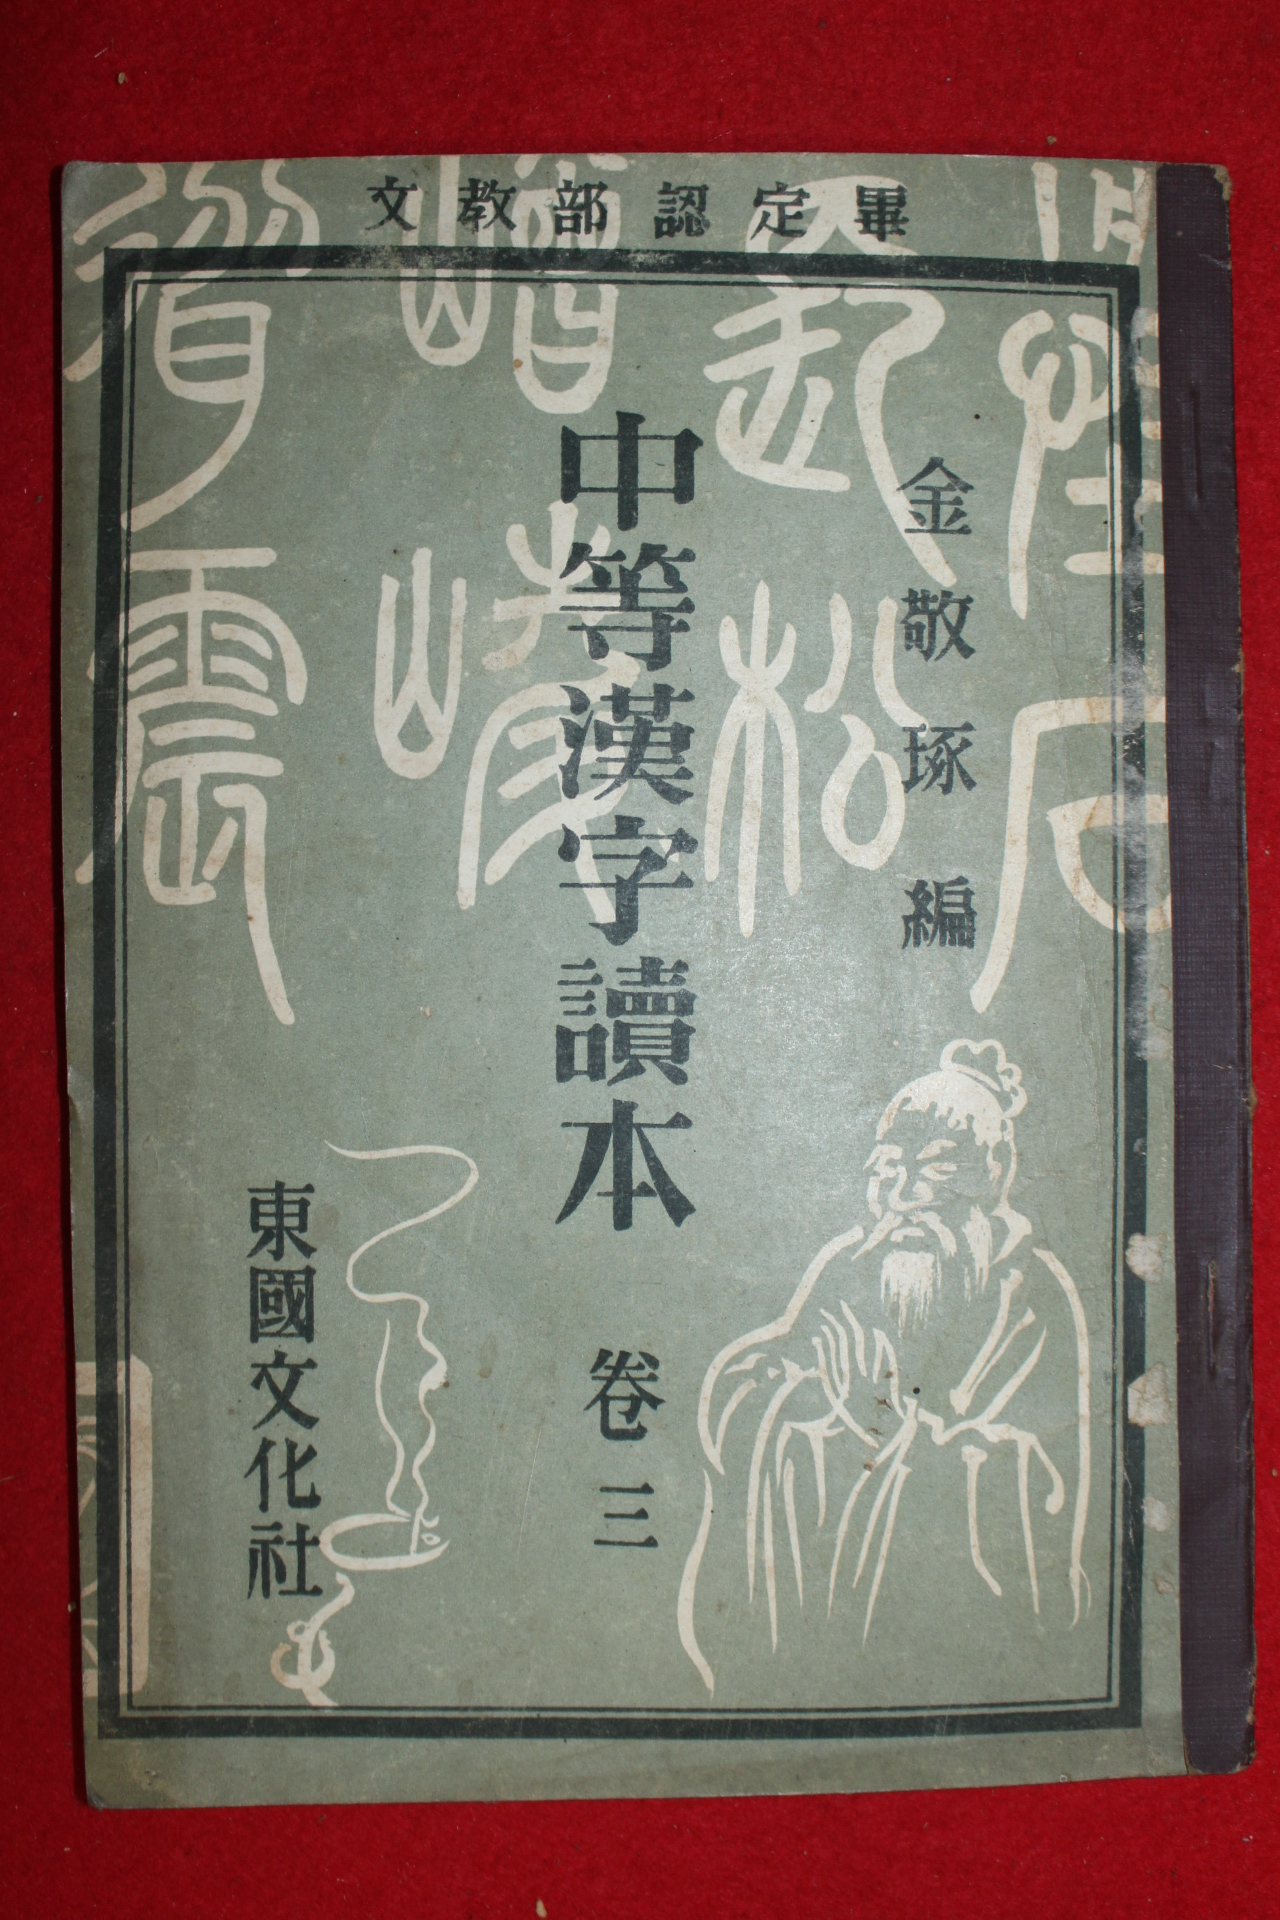 文教部認定畢
金敬琢編
中等漢字讀本 卷三
東國文化社